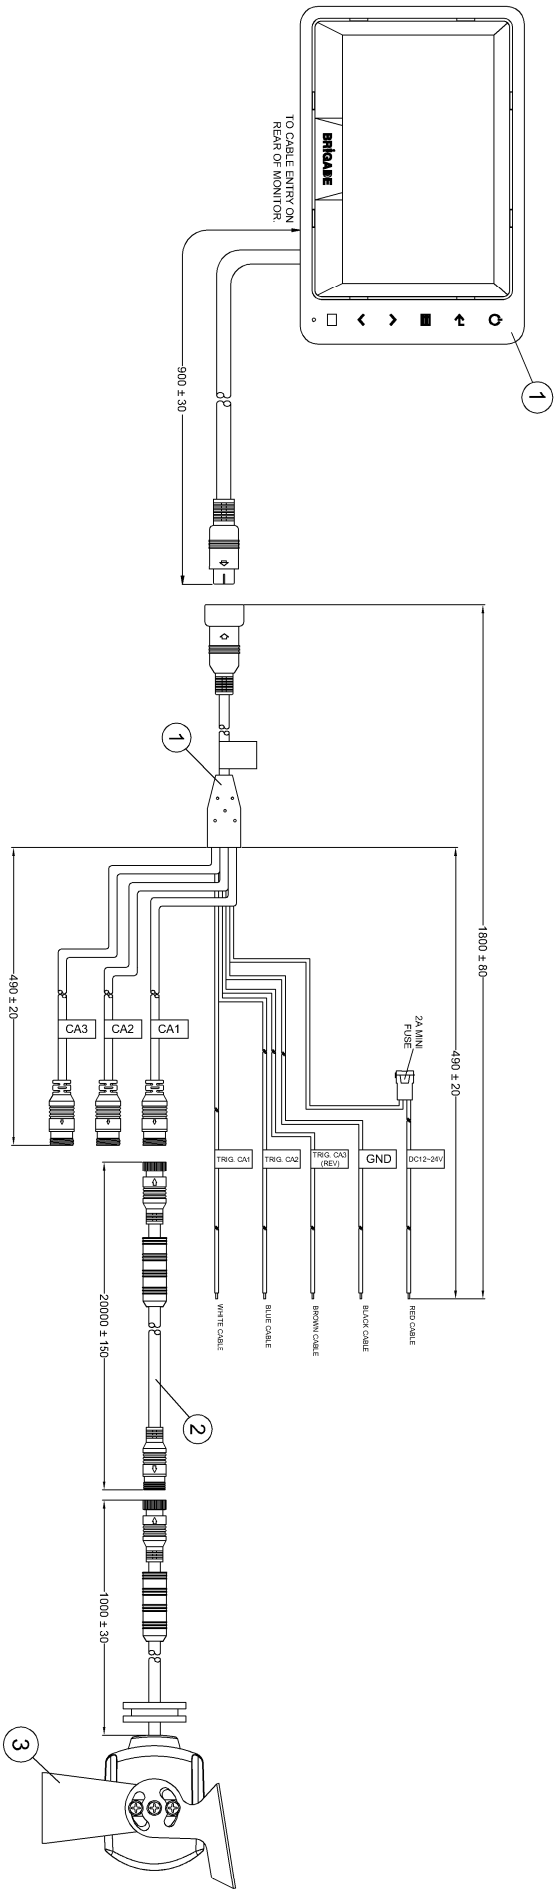 BRIGADE
TO CABLE ENTRY ON
REAR OF MONITOR.
1
900 ± 30
1
1800 ± 80
490 ± 20
490 ± 20
2A MINI
FUSE
CA3
CA2
CA1
TRIG. CA1
TRIG. CA2
TRIG. CA3
(REV)
GND
DC12~24V
WHITE CABLE
BLUE CABLE
BROWN CABLE
BLACK CABLE
RED CABLE
20000 ± 150
2
1000 ± 30
3